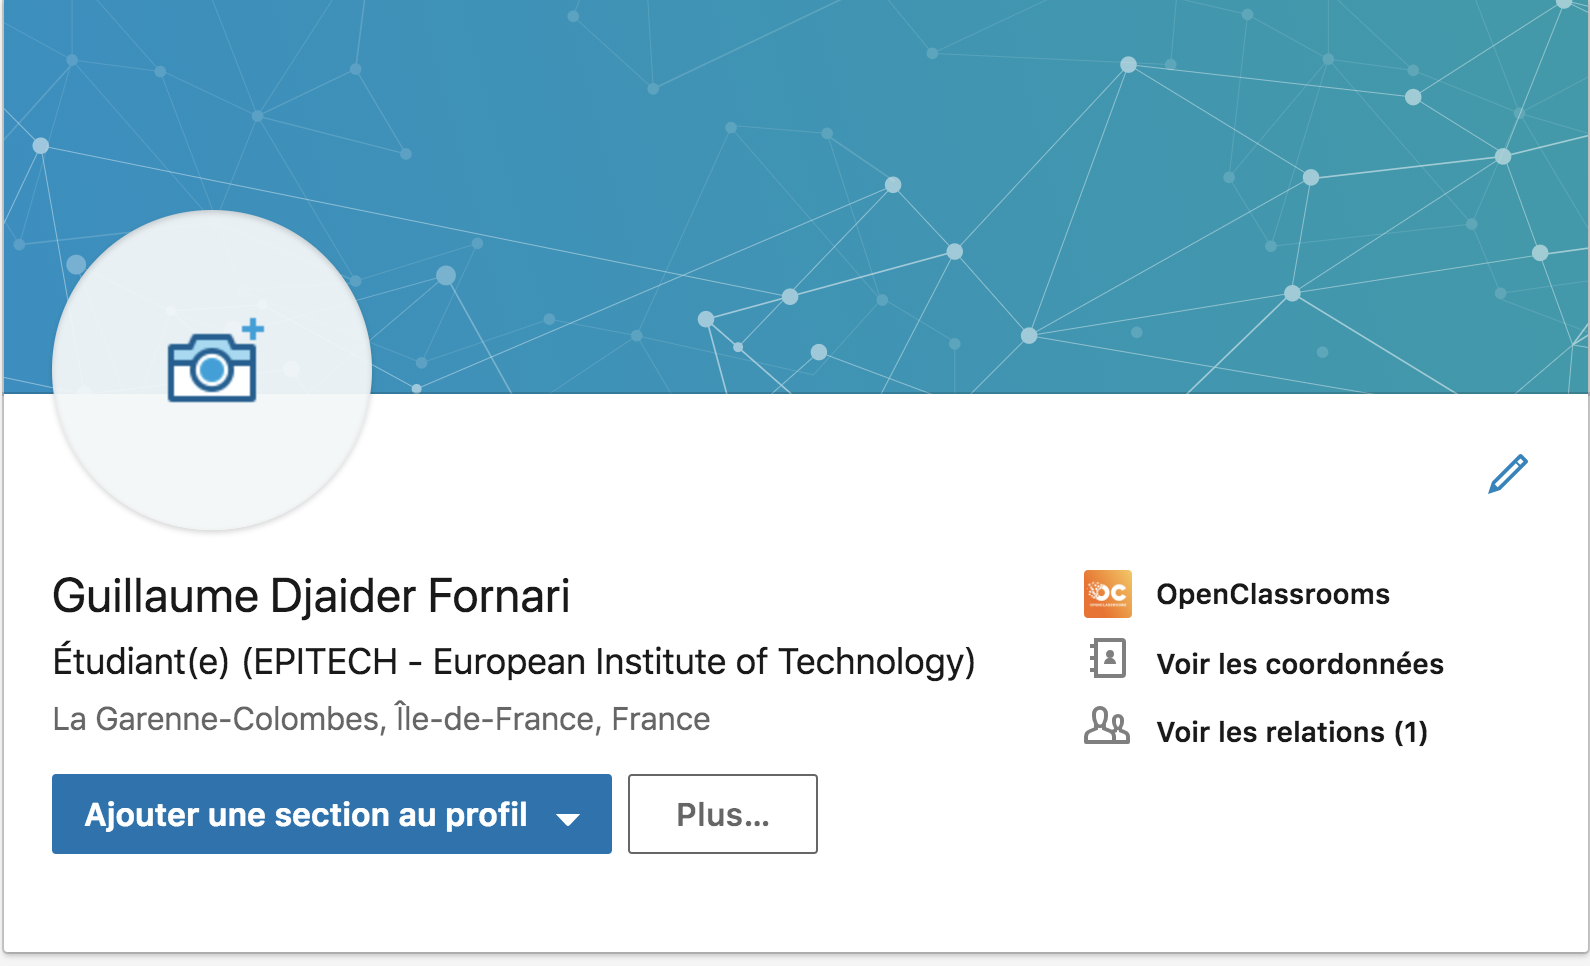 Guillaume Djaider Fornari
Étudiant(e) (EPITECH - European Institute of Technology)
La Garenne-Colombes, Île-de-France, France
Ajouter une section au profil
Plus...
OC
OPENCLASSROOMS
OpenClassrooms
Voir les coordonnées
Voir les relations (1)